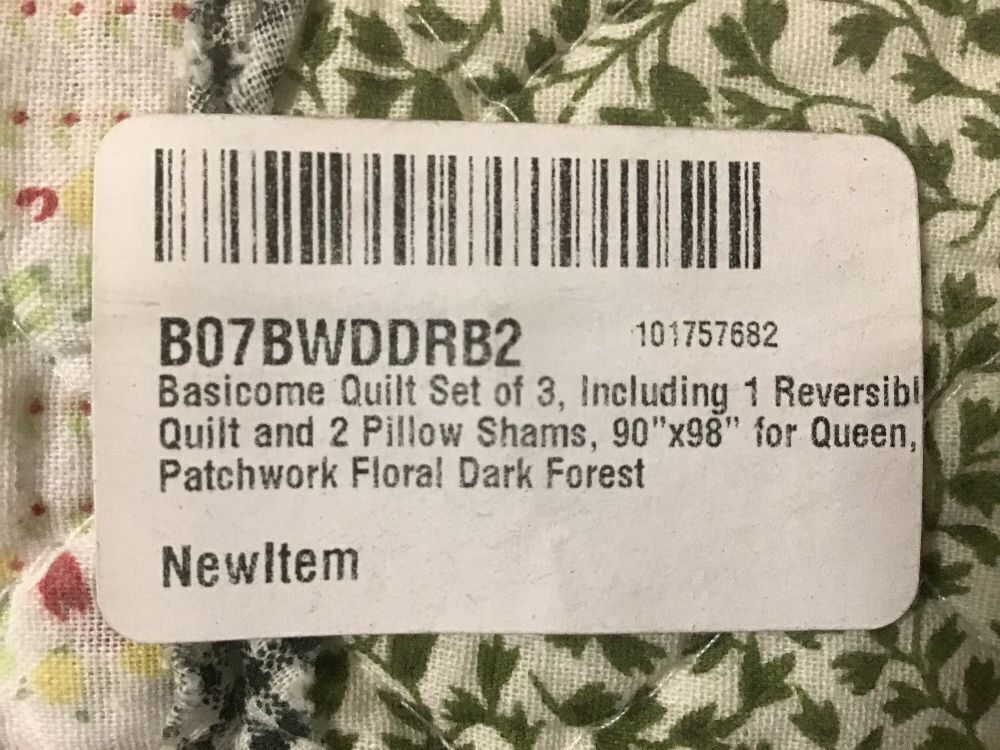 B07BWDDRB2
101757682
Basicome Quilt Set of 3, Including 1 Reversibl
Quilt and 2 Pillow Shams, 90"x98" for Queen,
Patchwork Floral Dark Forest
NewItem